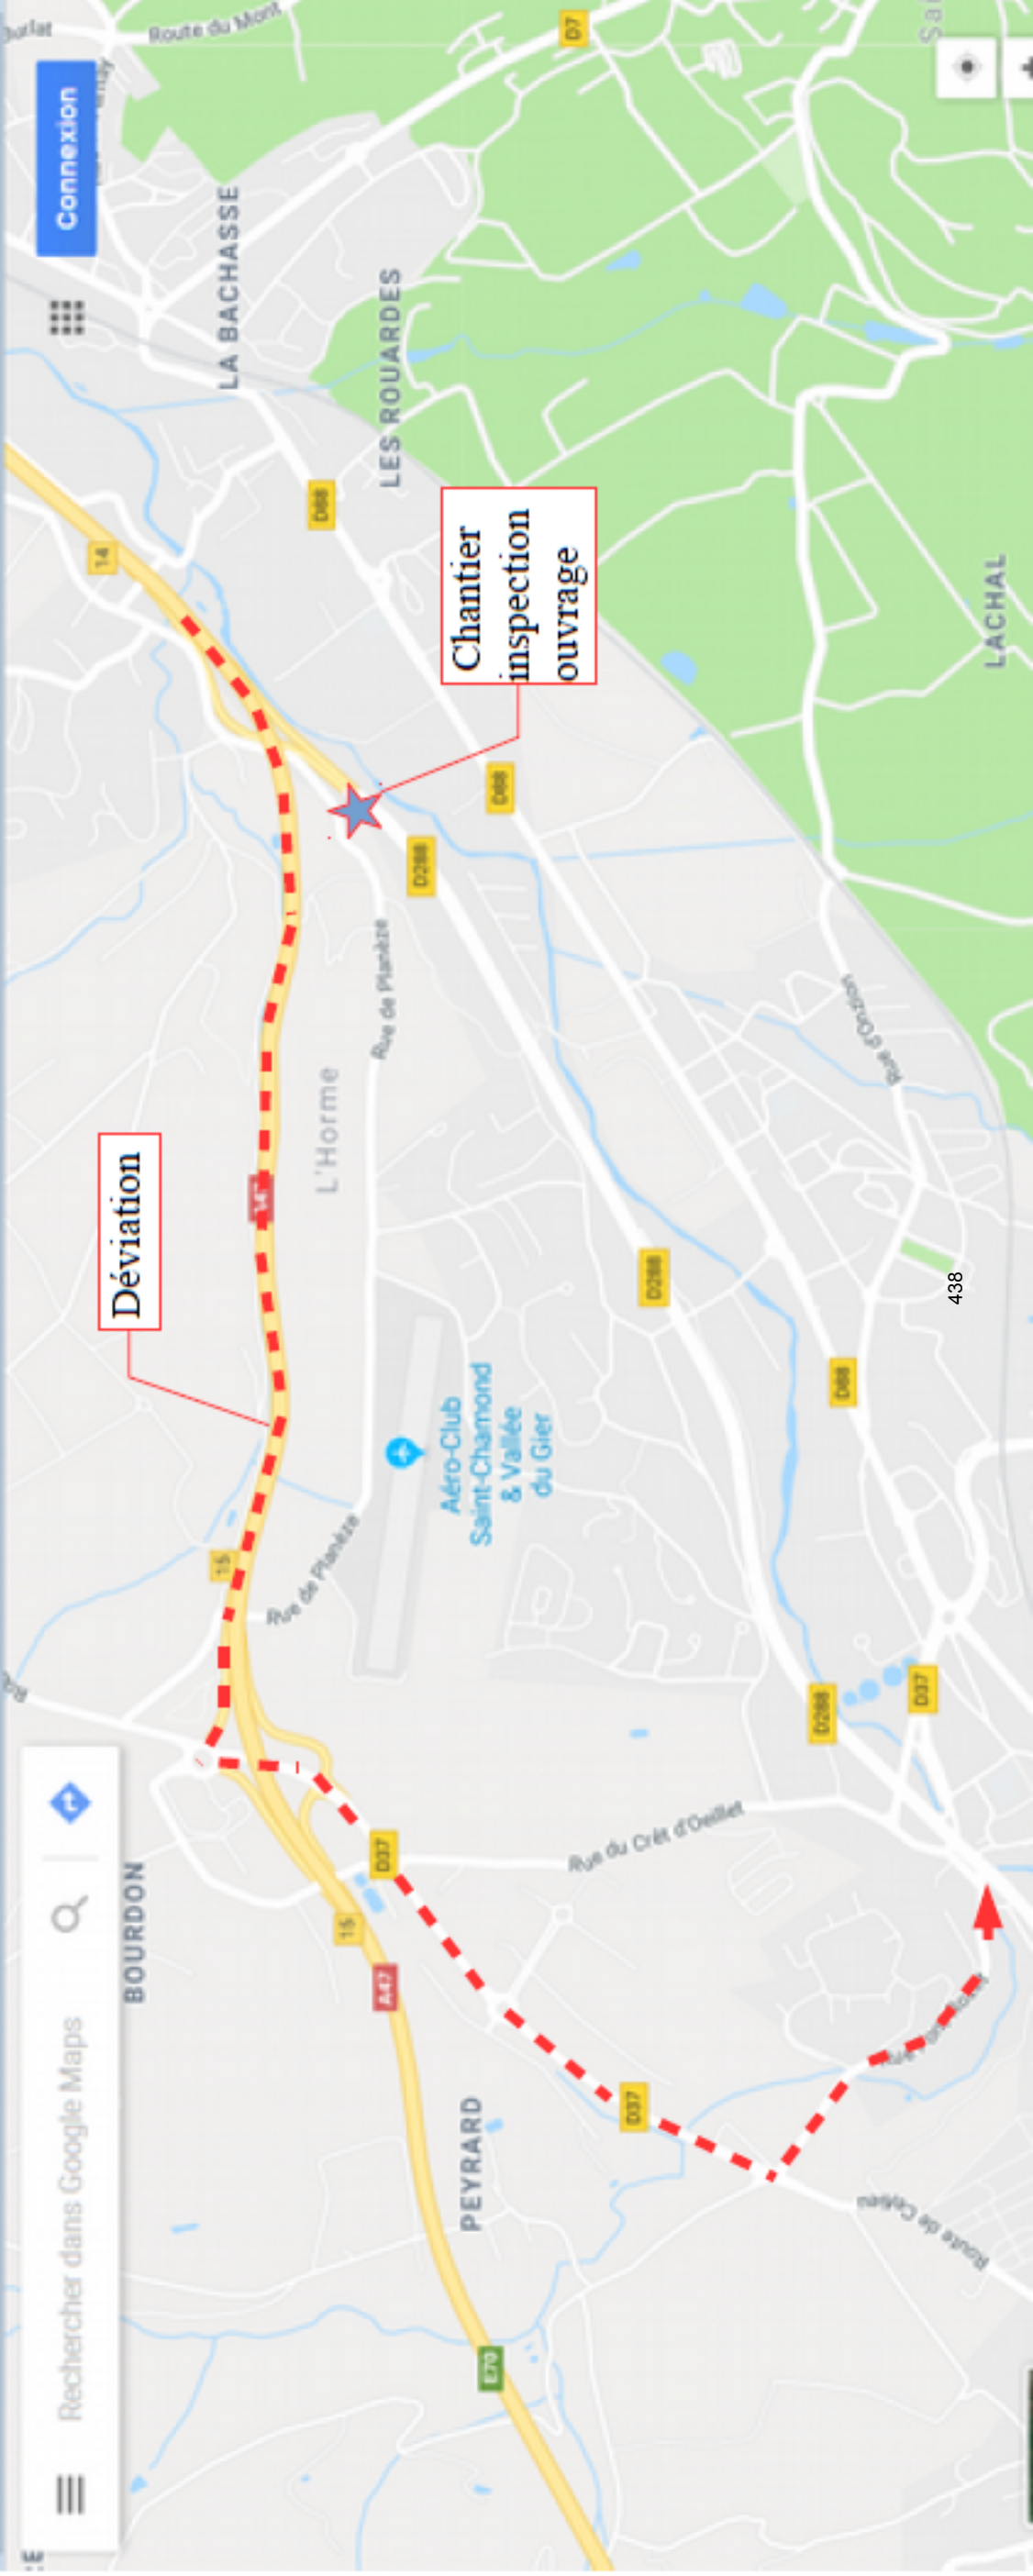 Rechercher dans Google Maps
Connexion
Burlat
Route du Mont
D7
BOURDON
Déviation
14
LA BACHASSE
15
15
A47
D37
Rue de Planèze
L'Horme
Rue de Planèze
D88
LES ROUARDES
PEYRARD
E70
Aéro-Club
Saint-Chamond
& Vallée
du Gier
D288
Chantier
inspection
ouvrage
D88
D37
Rue du Crêt d'Oeillet
D288
Route de Chaleu
D288
D88
Rue d'Onzion
D37
LACHAL
438